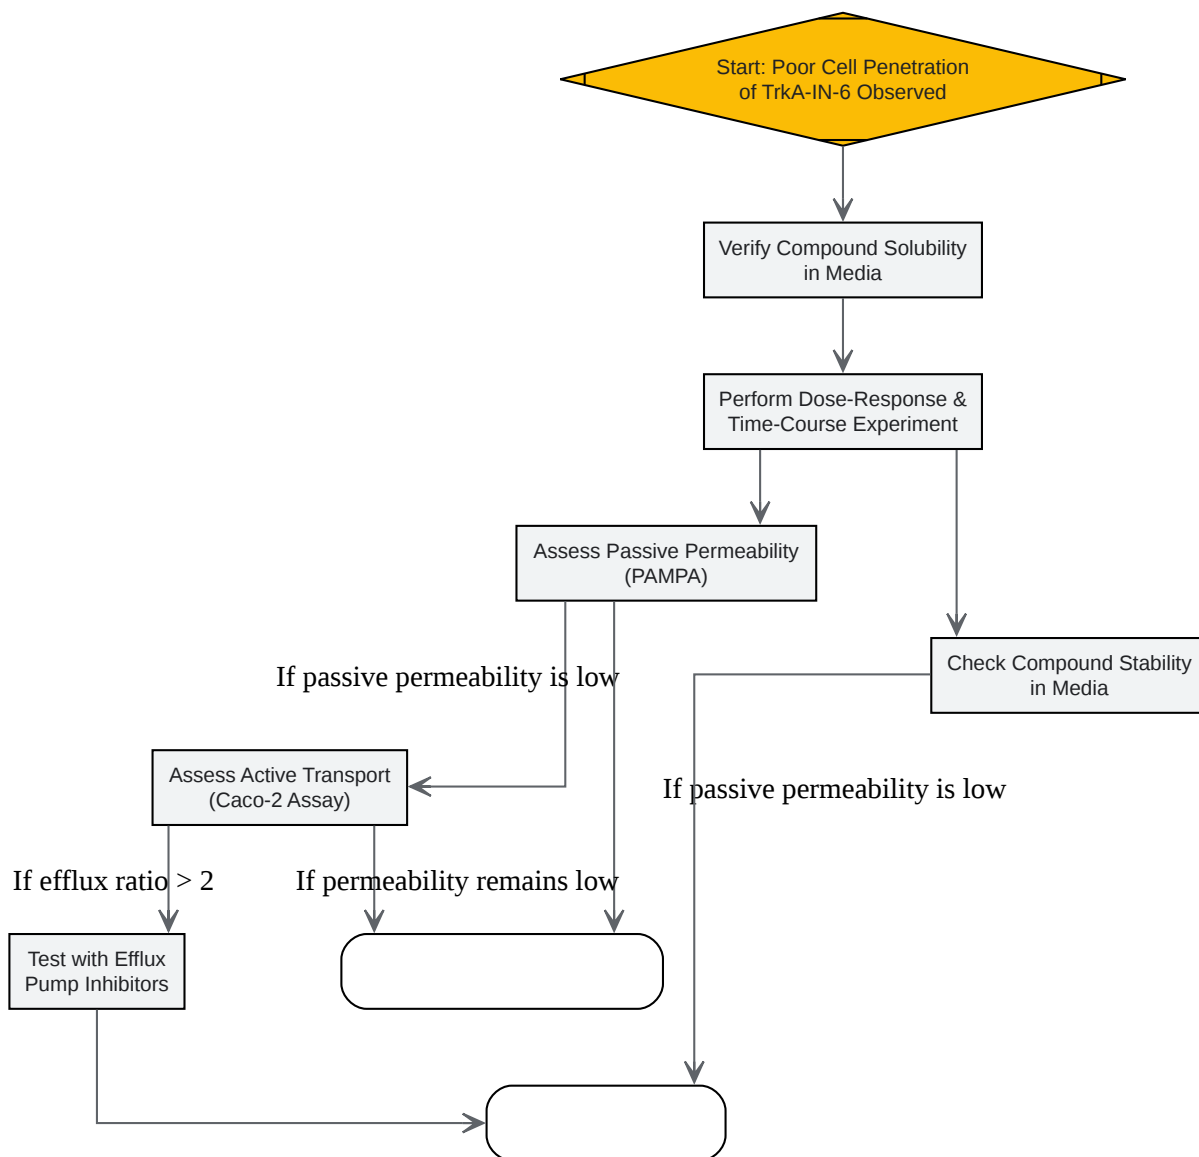 Start: Poor Cell Penetration
of TrkA-IN-6 Observed
Verify Compound Solubility
in Media
Perform Dose-Response &
Time-Course Experiment
Assess Passive Permeability
(PAMPA)
Check Compound Stability
in Media
If passive permeability is low
Assess Active Transport
(Caco-2 Assay)
If passive permeability is low
If efflux ratio > 2
If permeability remains low
Test with Efflux
Pump Inhibitors